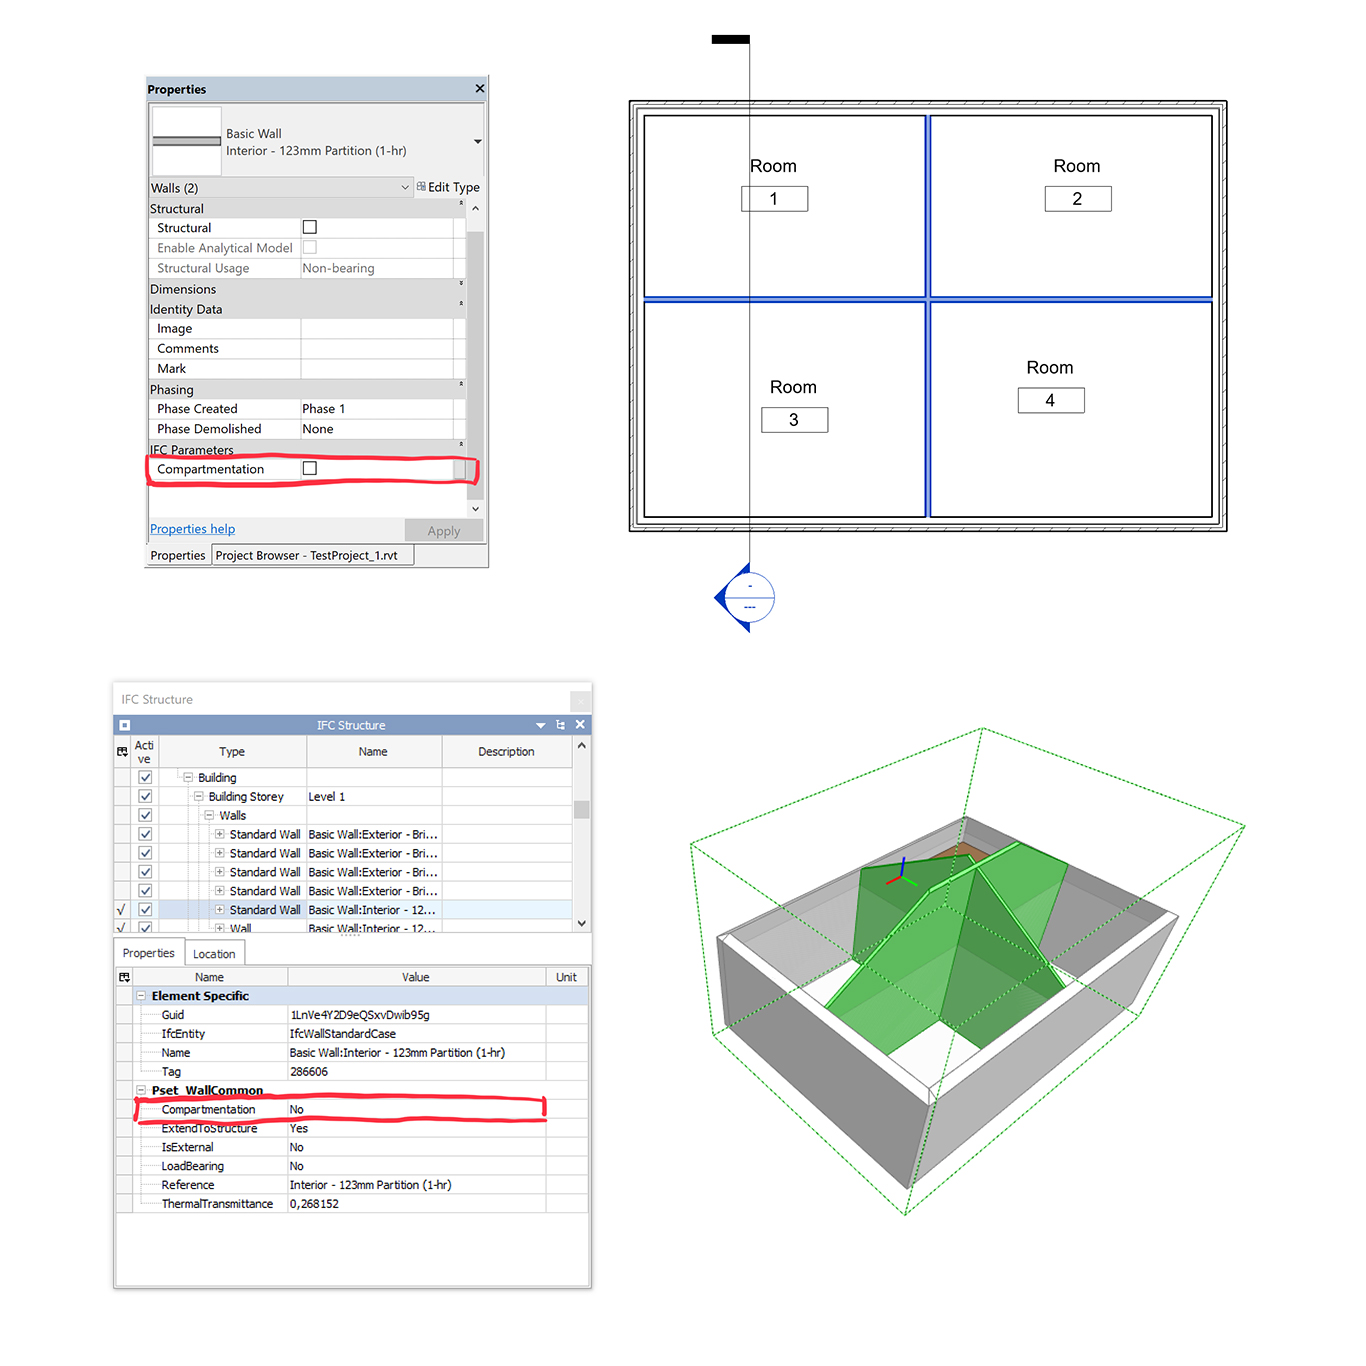 Properties
Basic Wall
Interior - 123mm Partition (1-hr)
Walls (2)
Edit Type
Structural
Structural
Enable Analytical Model
Structural Usage Non-bearing
Dimensions
Identity Data
Image
Comments
Mark
Phasing
Phase Created Phase 1
Phase Demolished None
IFC Parameters
Compartmentation
Properties help
Apply
Properties Project Browser - TestProject_1.rvt
Room
1
Room
2
Room
3
Room
4
-
---
IFC Structure
IFC Structure
Acti
ve
Type Name Description
Building
Building Storey Level 1
Walls
Standard Wall Basic Wall:Exterior - Bri...
Standard Wall Basic Wall:Exterior - Bri...
Standard Wall Basic Wall:Exterior - Bri...
Standard Wall Basic Wall:Exterior - Bri...
Standard Wall Basic Wall:Interior - 12...
Wall Basic Wall:Interior - 12...
Properties Location
Name Value Unit
Element Specific
Guid 1LnVe4Y2D9eQSxvDwib95g
IfcEntity IfcWallStandardCase
Name Basic Wall:Interior - 123mm Partition (1-hr)
Tag 286606
Pset_WallCommon
Compartmentation No
ExtendToStructure Yes
IsExternal No
LoadBearing No
Reference Interior - 123mm Partition (1-hr)
ThermalTransmittance 0,268152